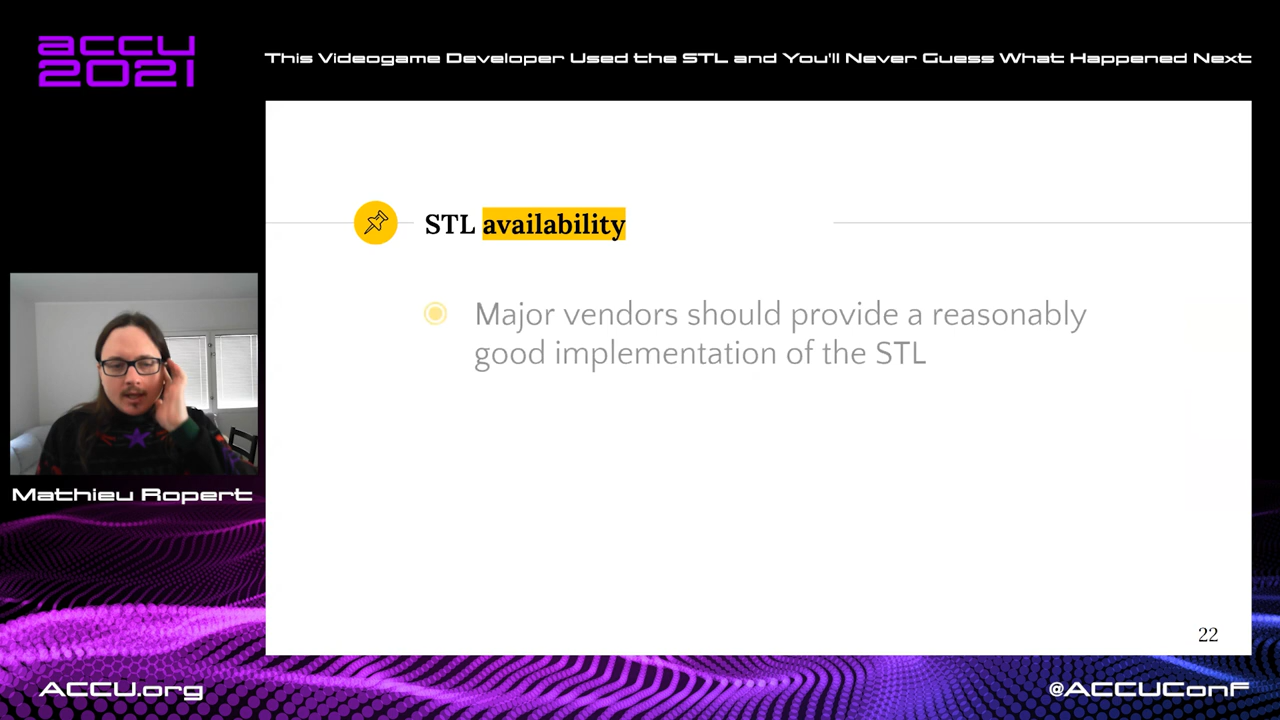 accu
2021
This Videogame Developer Used the STL and You'll Never Guess What Happened Next
STL availability
Major vendors should provide a reasonably
good implementation of the STL
Mathieu Ropert
22
ACCU.org
@ACCUConf